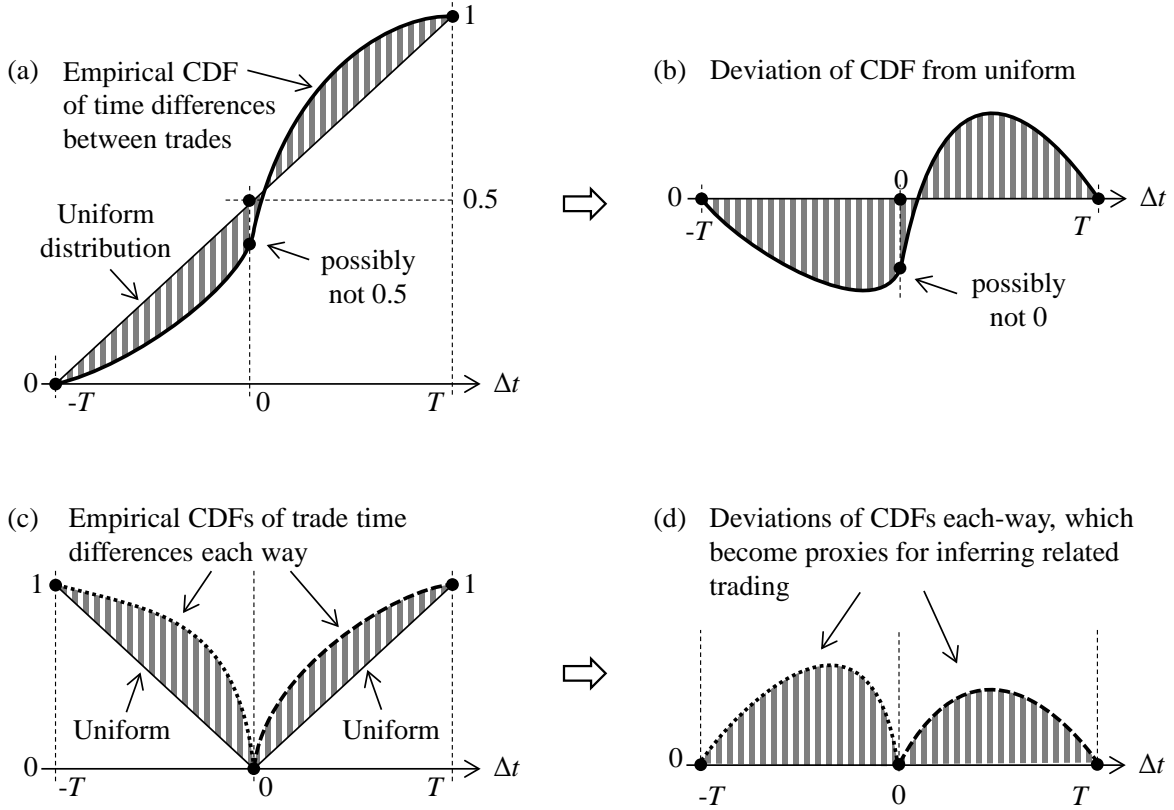 (a) Empirical CDF
of time differences
between trades
1
0.5
Uniform
distribution
possibly
not 0.5
0
-T
0
T
Δt
(b) Deviation of CDF from uniform
0
0
-T
T
Δt
possibly
not 0
(c) Empirical CDFs of trade time
differences each way
1
1
Uniform
Uniform
0
-T
0
T
Δt
(d) Deviations of CDFs each-way, which
become proxies for inferring related
trading
0
-T
0
T
Δt